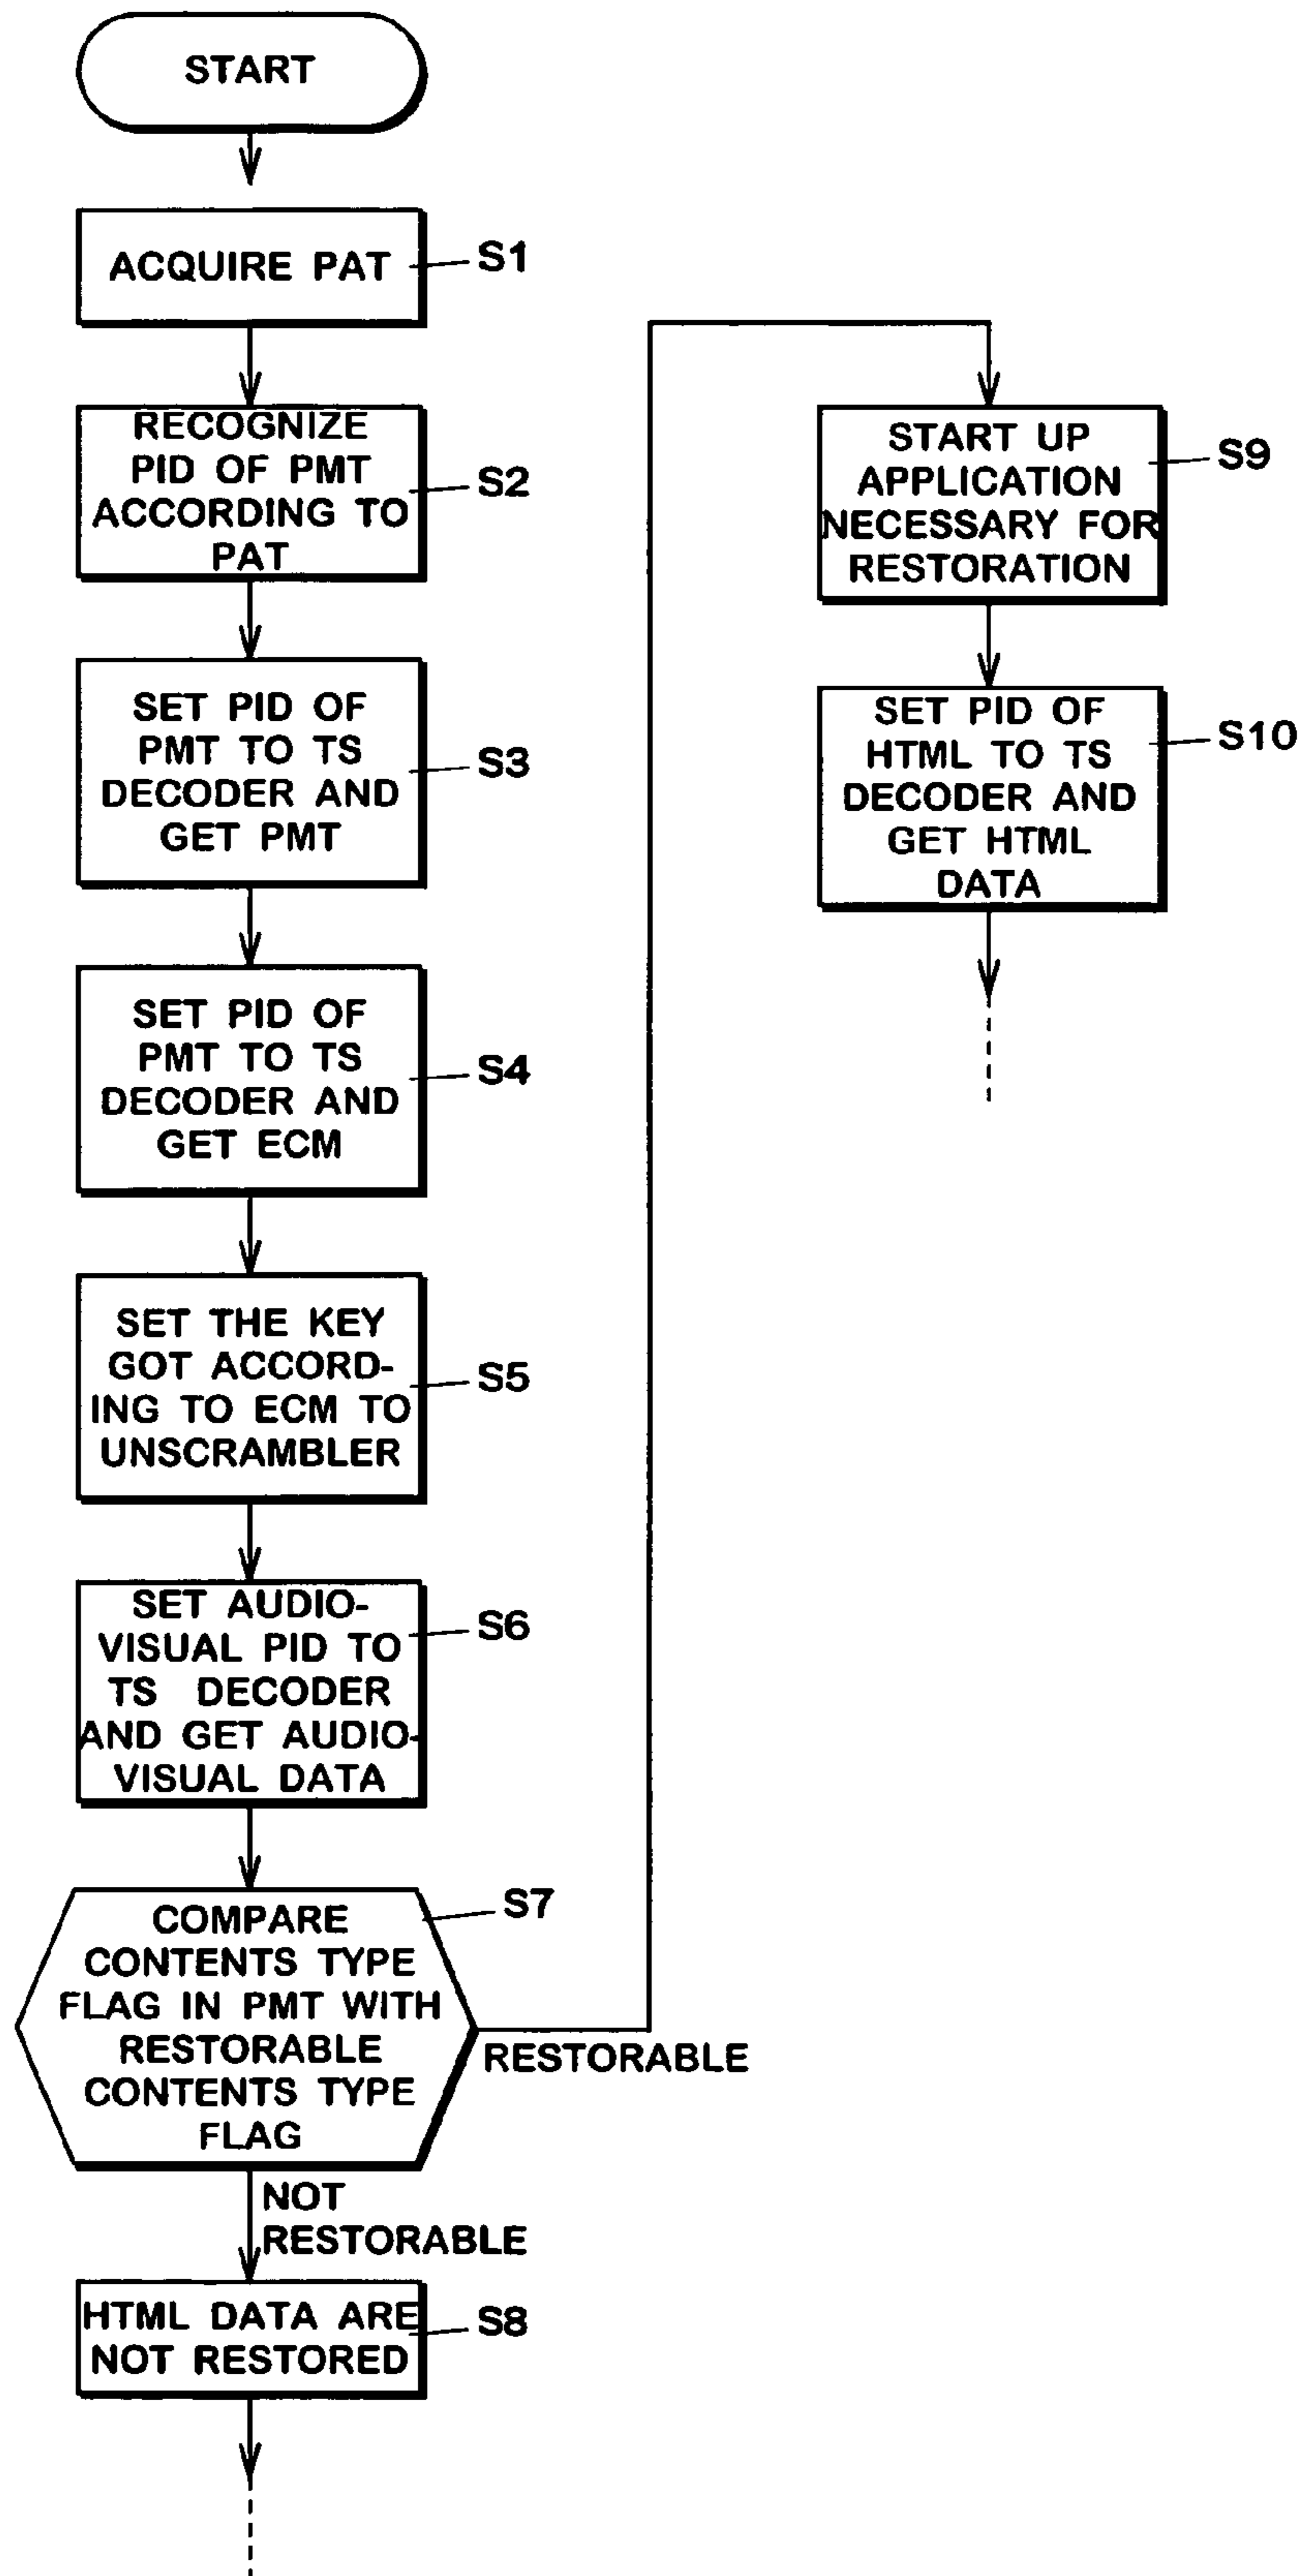 START
ACQUIRE PAT
S1
RECOGNIZE
PID OF PMT
ACCORDING TO
PAT
S2
SET PID OF
PMT TO TS
DECODER AND
GET PMT
S3
SET PID OF
PMT TO TS
DECODER AND
GET ECM
S4
SET THE KEY
GOT ACCORD-
ING TO ECM TO
UNSCRAMBLER
S5
SET AUDIO-
VISUAL PID TO
TS DECODER
AND GET AUDIO-
VISUAL DATA
S6
COMPARE
CONTENTS TYPE
FLAG IN PMT WITH
RESTORABLE
CONTENTS TYPE
FLAG
S7
RESTORABLE
NOT
RESTORABLE
HTML DATA ARE
NOT RESTORED
S8
START UP
APPLICATION
NECESSARY FOR
RESTORATION
S9
SET PID OF
HTML TO TS
DECODER AND
GET HTML
DATA
S10